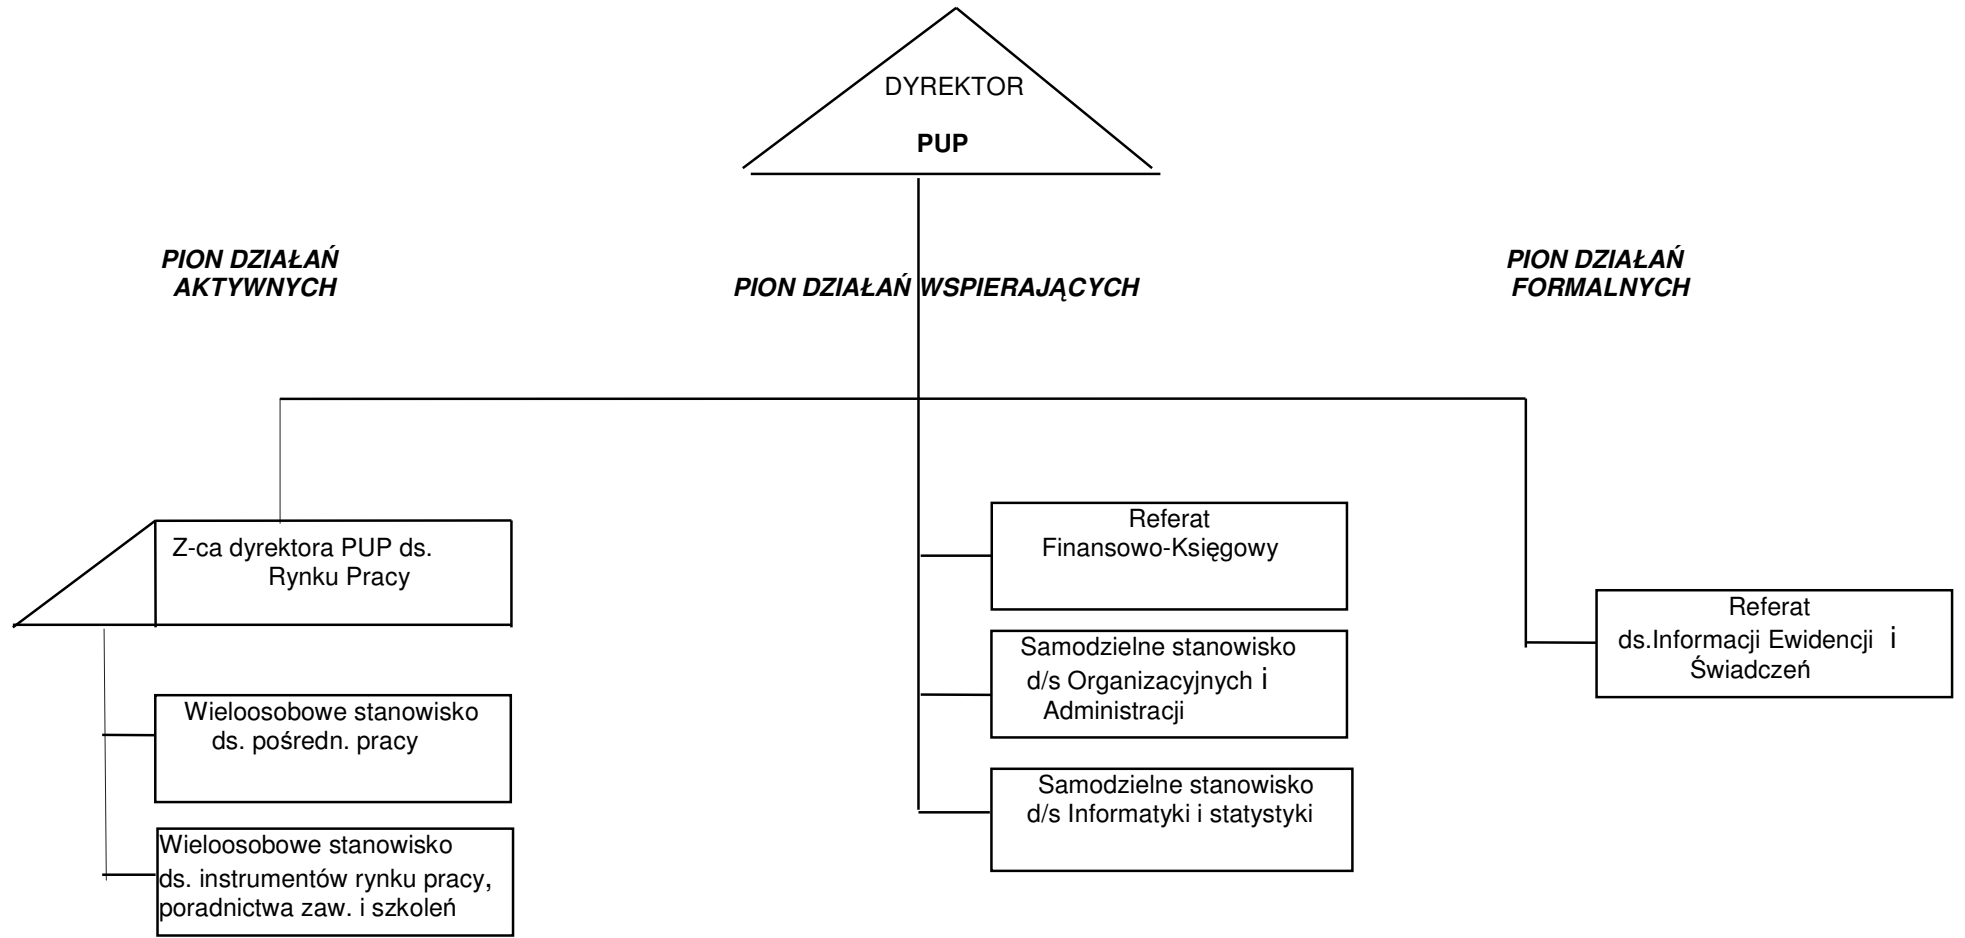 DYREKTOR
PUP
PION DZIAŁAŃ
AKTYWNYCH
PION DZIAŁAŃ WSPIERAJĄCYCH
PION DZIAŁAŃ
FORMALNYCH
Z-ca dyrektora PUP ds.
Rynku Pracy
Wieloosobowe stanowisko
ds. pośredn. pracy
Wieloosobowe stanowisko
ds. instrumentów rynku pracy,
poradnictwa zaw. i szkoleń
Referat
Finansowo-Księgowy
Samodzielne stanowisko
d/s Organizacyjnych i
Administracji
Samodzielne stanowisko
d/s Informatyki i statystyki
Referat
ds.Informacji Ewidencji i
Świadczeń